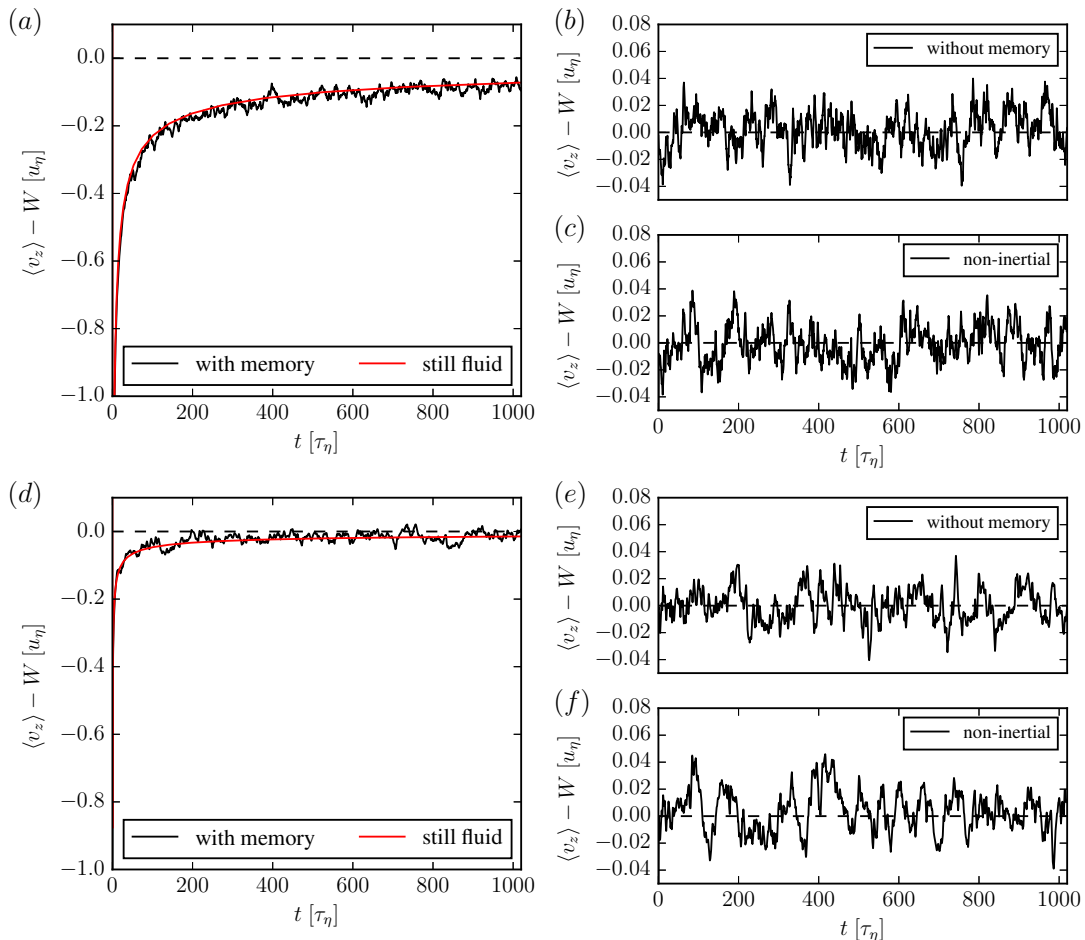 (a)
0.0
−0.2
−0.4
−0.6
−0.8
−1.0
⟨v_z⟩ − W [u_η]
with memory
still fluid
0 200 400 600 800 1000
t [τ_η]
(b)
0.08
0.06
0.04
0.02
0.00
−0.02
−0.04
⟨v_z⟩ − W [u_η]
without memory
(c)
0.08
0.06
0.04
0.02
0.00
−0.02
−0.04
⟨v_z⟩ − W [u_η]
non-inertial
0 200 400 600 800 1000
t [τ_η]
(d)
0.0
−0.2
−0.4
−0.6
−0.8
−1.0
⟨v_z⟩ − W [u_η]
with memory
still fluid
0 200 400 600 800 1000
t [τ_η]
(e)
0.08
0.06
0.04
0.02
0.00
−0.02
−0.04
⟨v_z⟩ − W [u_η]
without memory
(f)
0.08
0.06
0.04
0.02
0.00
−0.02
−0.04
⟨v_z⟩ − W [u_η]
non-inertial
0 200 400 600 800 1000
t [τ_η]